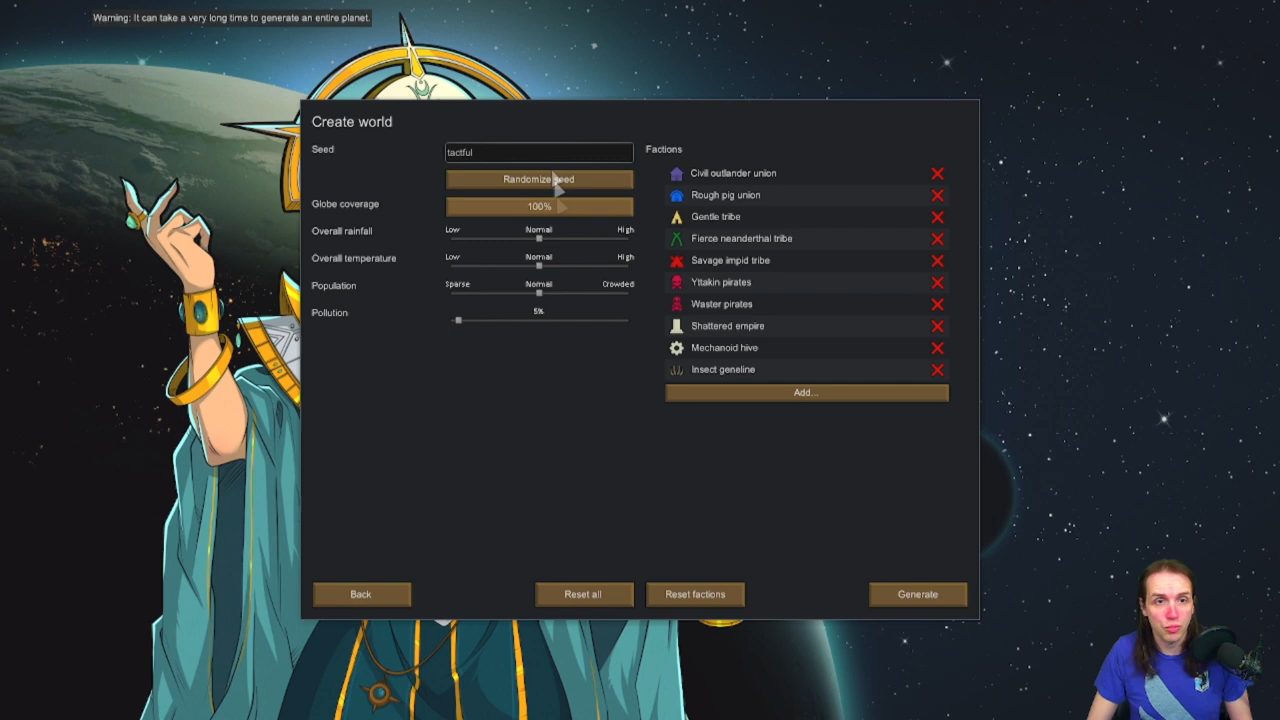 Warning: It can take a very long time to generate an entire planet.
Create world
Seed
tactful
Randomize seed
Globe coverage
100%
Overall rainfall
Low Normal High
Overall temperature
Low Normal High
Population
Sparse Normal Crowded
Pollution
5%
Factions
Civil outlander union
Rough pig union
Gentle tribe
Fierce neanderthal tribe
Savage impid tribe
Yttakin pirates
Waster pirates
Shattered empire
Mechanoid hive
Insect geneline
Add...
Back
Reset all
Reset factions
Generate